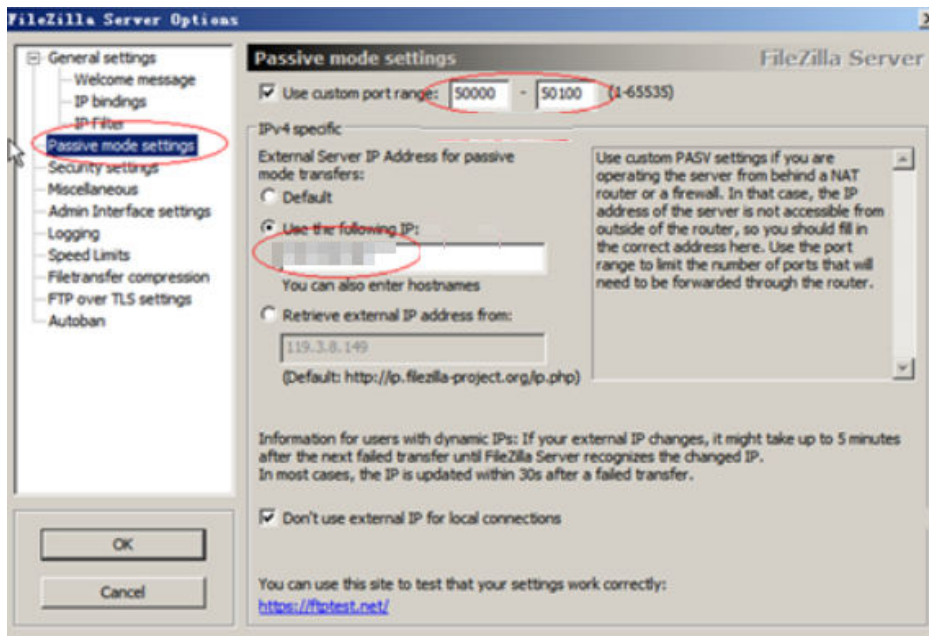 FileZilla Server Options
General settings
Welcome message
IP bindings
IP Filter
Passive mode settings
Security settings
Miscellaneous
Admin Interface settings
Logging
Speed Limits
Filetransfer compression
FTP over TLS settings
Autoban
OK
Cancel
Passive mode settings
FileZilla Server
Use custom port range: 50000 - 50100 (1-65535)
IPv4 specific
External Server IP Address for passive
mode transfers:
Default
Use the following IP:
You can also enter hostnames
Retrieve external IP address from:
119.3.8.149
(Default: http://ip.filezilla-project.org/ip.php)
Use custom PASV settings if you are
operating the server from behind a NAT
router or a firewall. In that case, the IP
address of the server is not accessible from
outside of the router, so you should fill in
the correct address here. Use the port
range to limit the number of ports that will
need to be forwarded through the router.
Information for users with dynamic IPs: If your external IP changes, it might take up to 5 minutes
after the next failed transfer until FileZilla Server recognizes the changed IP.
In most cases, the IP is updated within 30s after a failed transfer.
Don't use external IP for local connections
You can use this site to test that your settings work correctly:
https://ftptest.net/